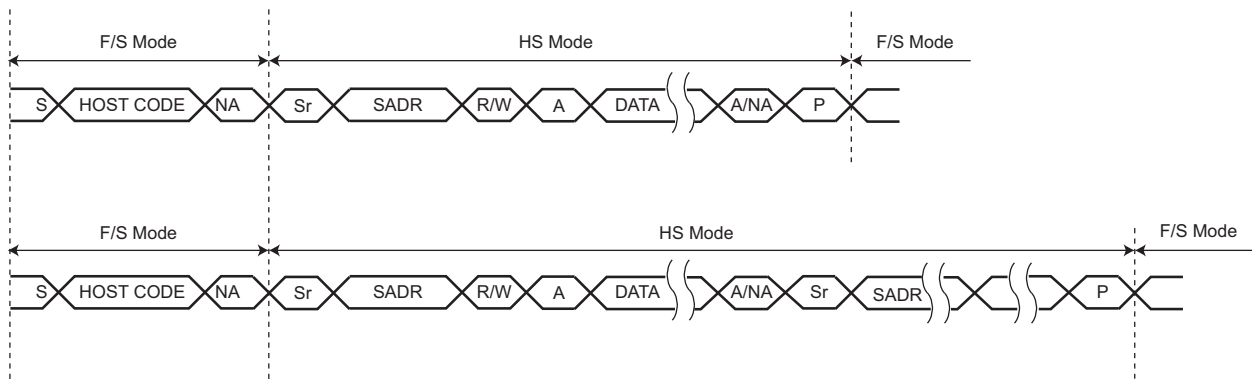 F/S Mode HS Mode F/S Mode
S HOST CODE NA Sr SADR R/W A DATA A/NA P
F/S Mode HS Mode F/S Mode
S HOST CODE NA Sr SADR R/W A DATA A/NA Sr SADR P